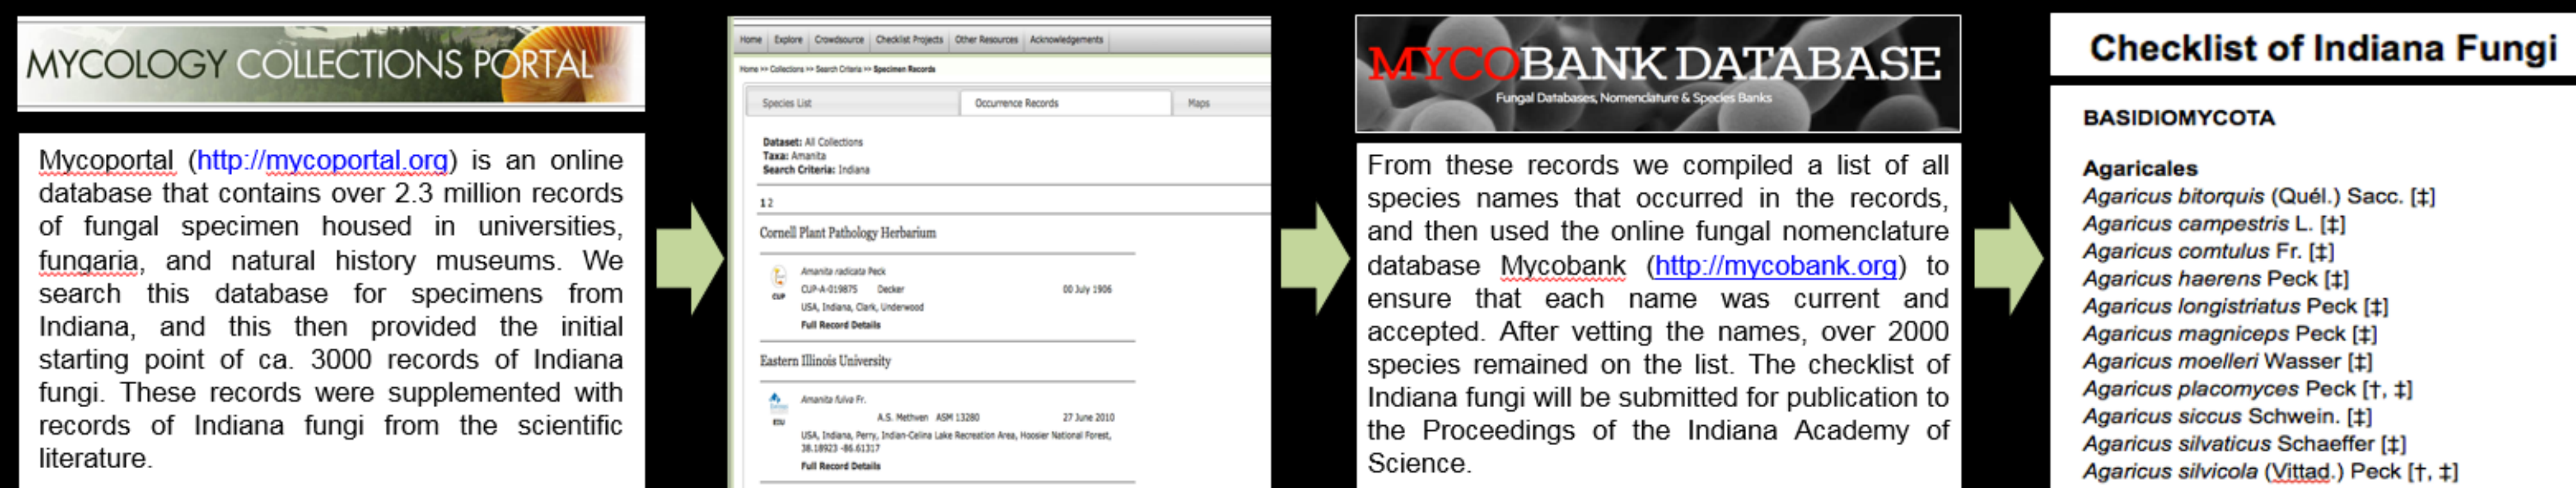 MYCOLOGY COLLECTIONS PORTAL
Mycoportal (http://mycoportal.org) is an online
database that contains over 2.3 million records
of fungal specimen housed in universities,
fungaria, and natural history museums. We
search this database for specimens from
Indiana, and this then provided the initial
starting point of ca. 3000 records of Indiana
fungi. These records were supplemented with
records of Indiana fungi from the scientific
literature.
Home Explore Crowdsource Checklist Projects Other Resources Acknowledgements
Home >> Collections >> Search Criteria >> Specimen Records
Species List Occurrence Records Maps
Dataset: All Collections
Taxa: Amanita
Search Criteria: Indiana
1 2
Cornell Plant Pathology Herbarium
Amanita radicata Peck
CUP CUP-A-019875 Decker 00 July 1906
USA, Indiana, Clark, Underwood
Full Record Details
Eastern Illinois University
Amanita fulva Fr.
EIU A.S. Methven ASM 13280 27 June 2010
USA, Indiana, Perry, Indian-Celina Lake Recreation Area, Hoosier National Forest,
38.18923 -86.61317
Full Record Details
MYCOBANK DATABASE
Fungal Databases, Nomenclature & Species Banks
From these records we compiled a list of all
species names that occurred in the records,
and then used the online fungal nomenclature
database Mycobank (http://mycobank.org) to
ensure that each name was current and
accepted. After vetting the names, over 2000
species remained on the list. The checklist of
Indiana fungi will be submitted for publication to
the Proceedings of the Indiana Academy of
Science.
Checklist of Indiana Fungi
BASIDIOMYCOTA
Agaricales
Agaricus bitorquis (Quél.) Sacc. [‡]
Agaricus campestris L. [‡]
Agaricus comtulus Fr. [‡]
Agaricus haerens Peck [‡]
Agaricus longistriatus Peck [‡]
Agaricus magniceps Peck [‡]
Agaricus moelleri Wasser [‡]
Agaricus placomyces Peck [†, ‡]
Agaricus siccus Schwein. [‡]
Agaricus silvaticus Schaeffer [‡]
Agaricus silvicola (Vittad.) Peck [†, ‡]